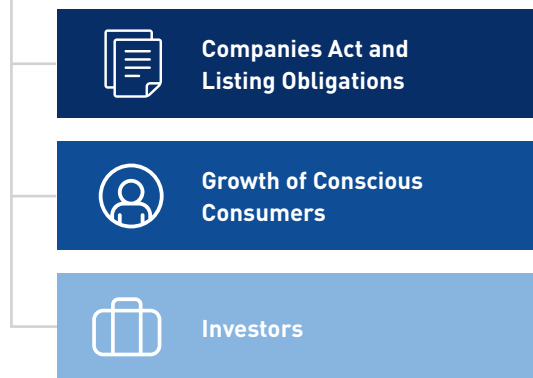 Companies Act and
Listing Obligations
Growth of Conscious
Consumers
Investors